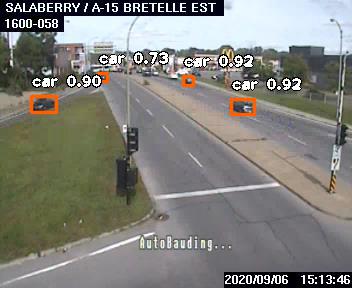 SALABERRY / A-15 BRETELLE EST
1600-058
car 0.73
car 0.92
car 0.90
car 0.92
AutoBauding...
2020/09/06 15:13:46